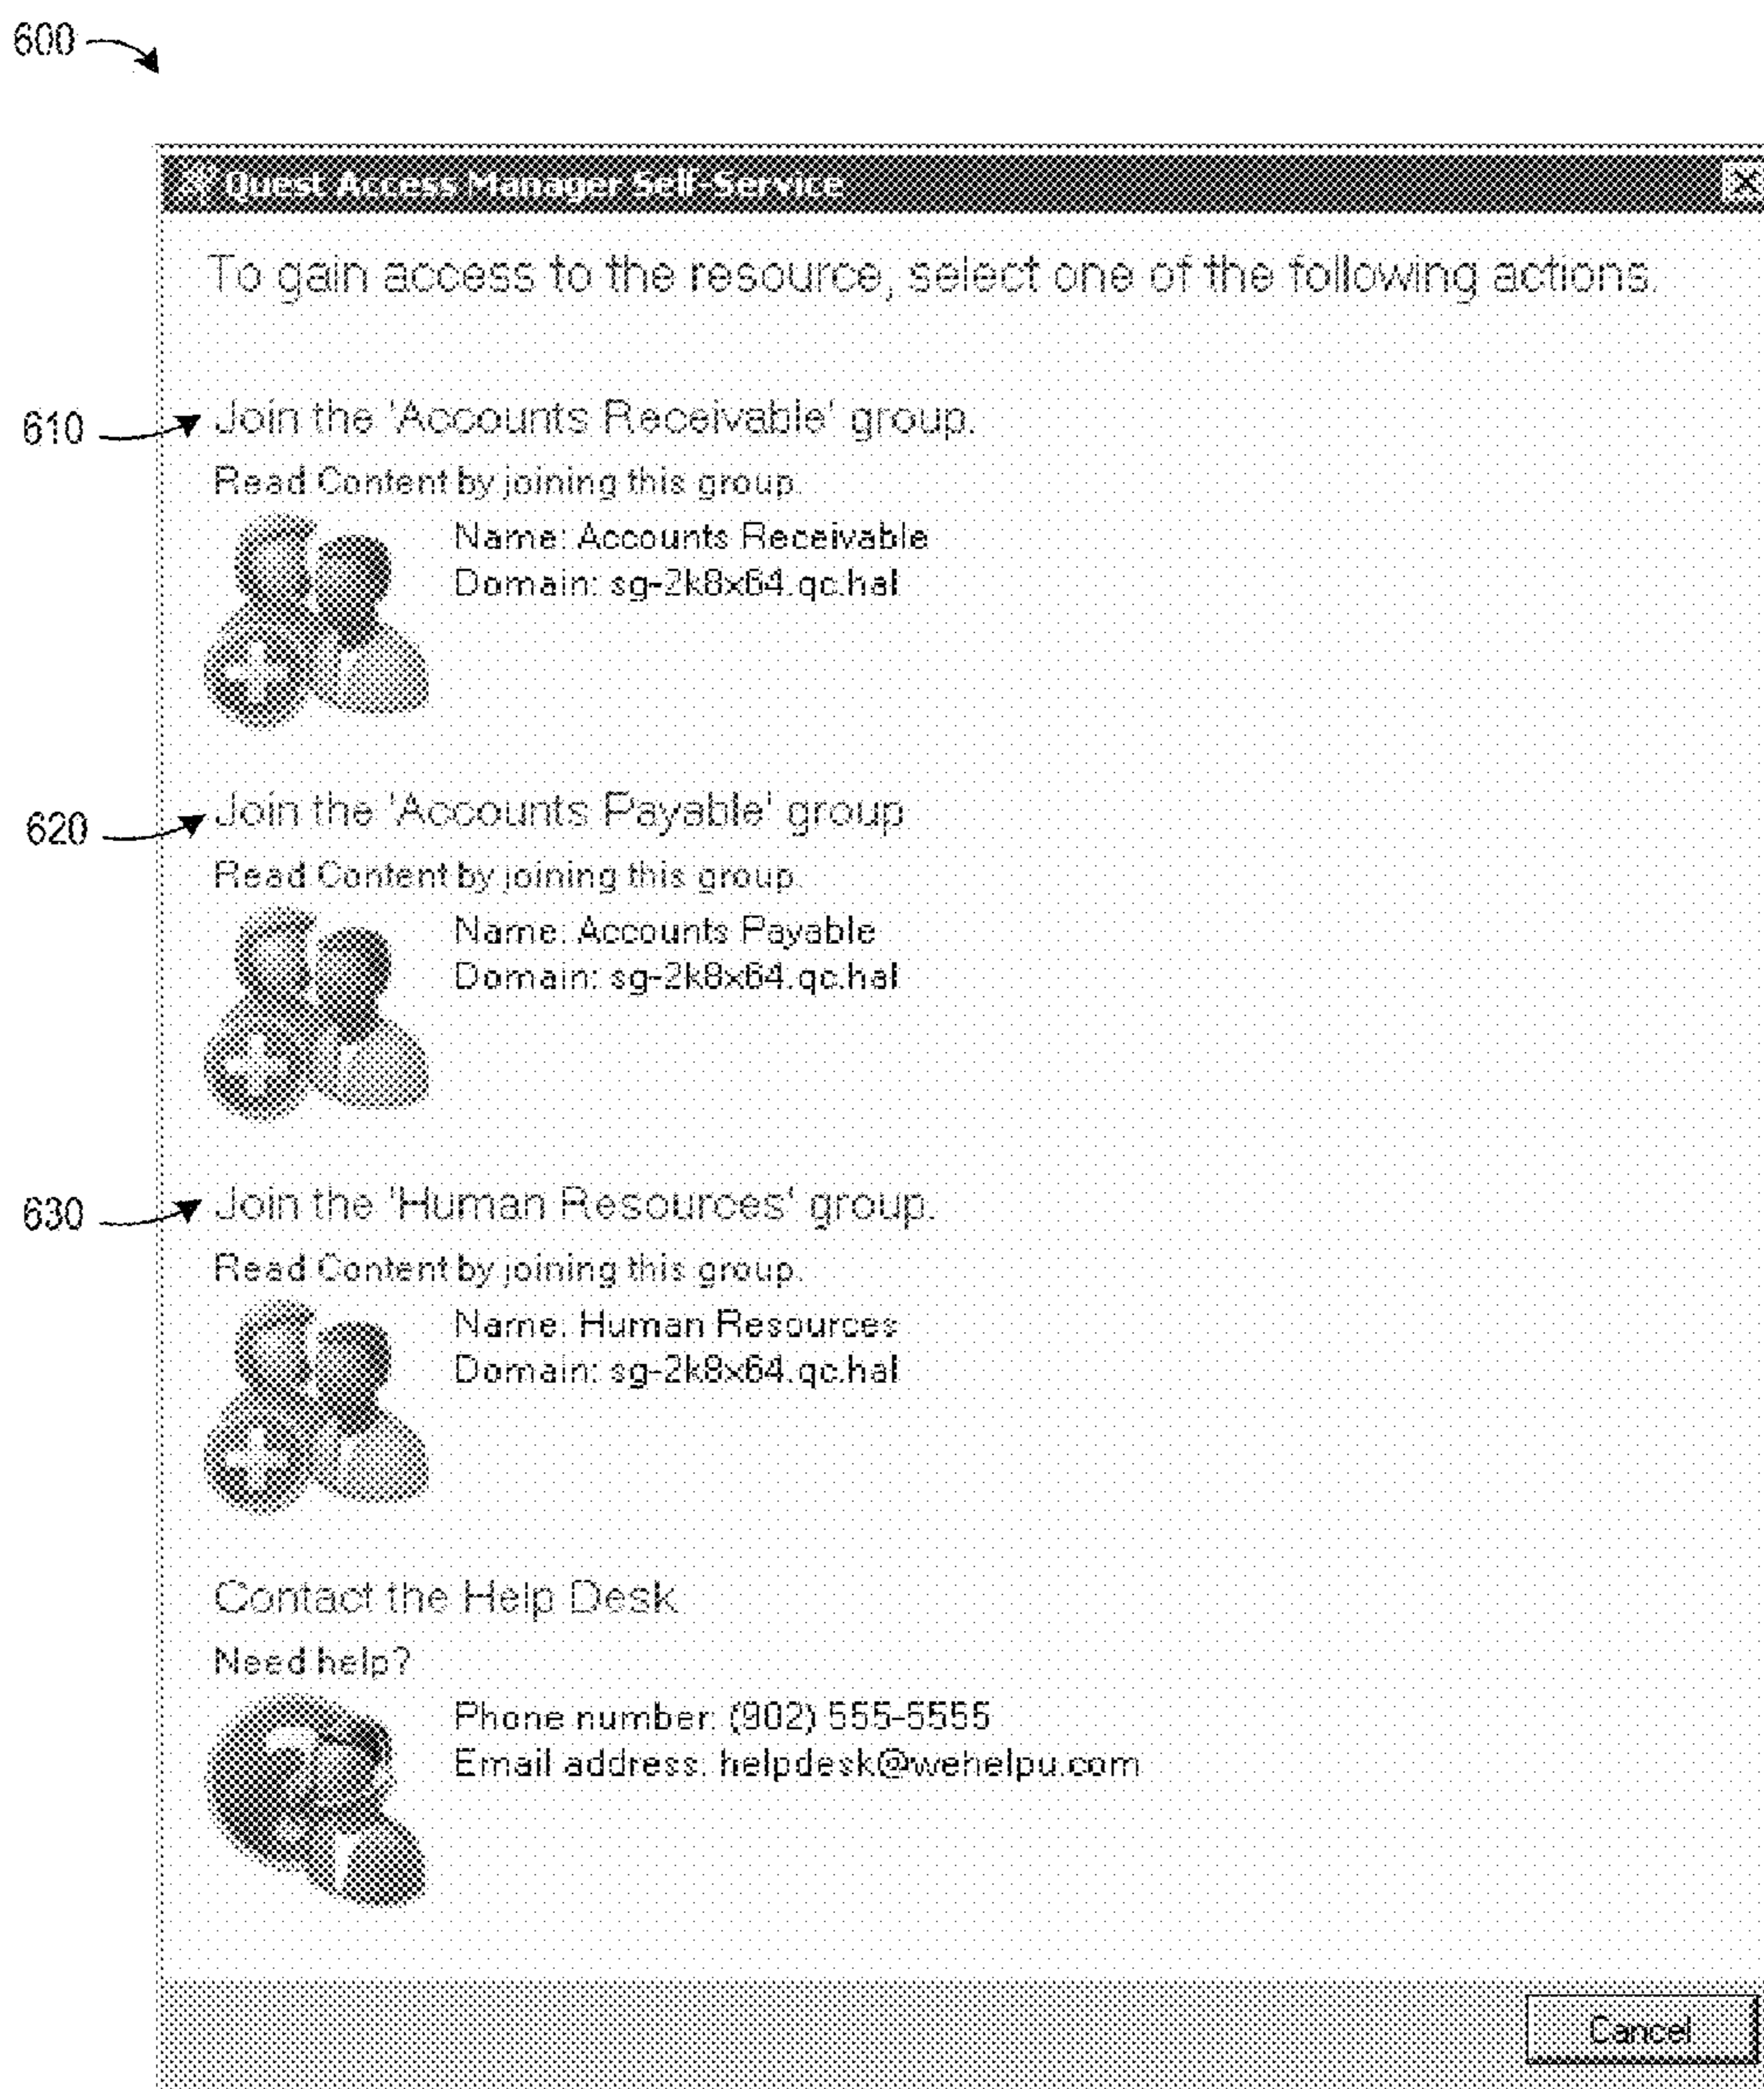 600
Quest Access Manager Self-Service
To gain access to the resource, select one of the following actions.
610
Join the 'Accounts Receivable' group.
Read Content by joining this group.
Name: Accounts Receivable
Domain: sg-2k8x64.qc.hal
620
Join the 'Accounts Payable' group
Read Content by joining this group.
Name: Accounts Payable
Domain: sg-2k8x64.qc.hal
630
Join the 'Human Resources' group.
Read Content by joining this group.
Name: Human Resources
Domain: sg-2k8x64.qc.hal
Contact the Help Desk
Need help?
Phone number: (902) 555-5555
Email address: helpdesk@wehelpu.com
Cancel